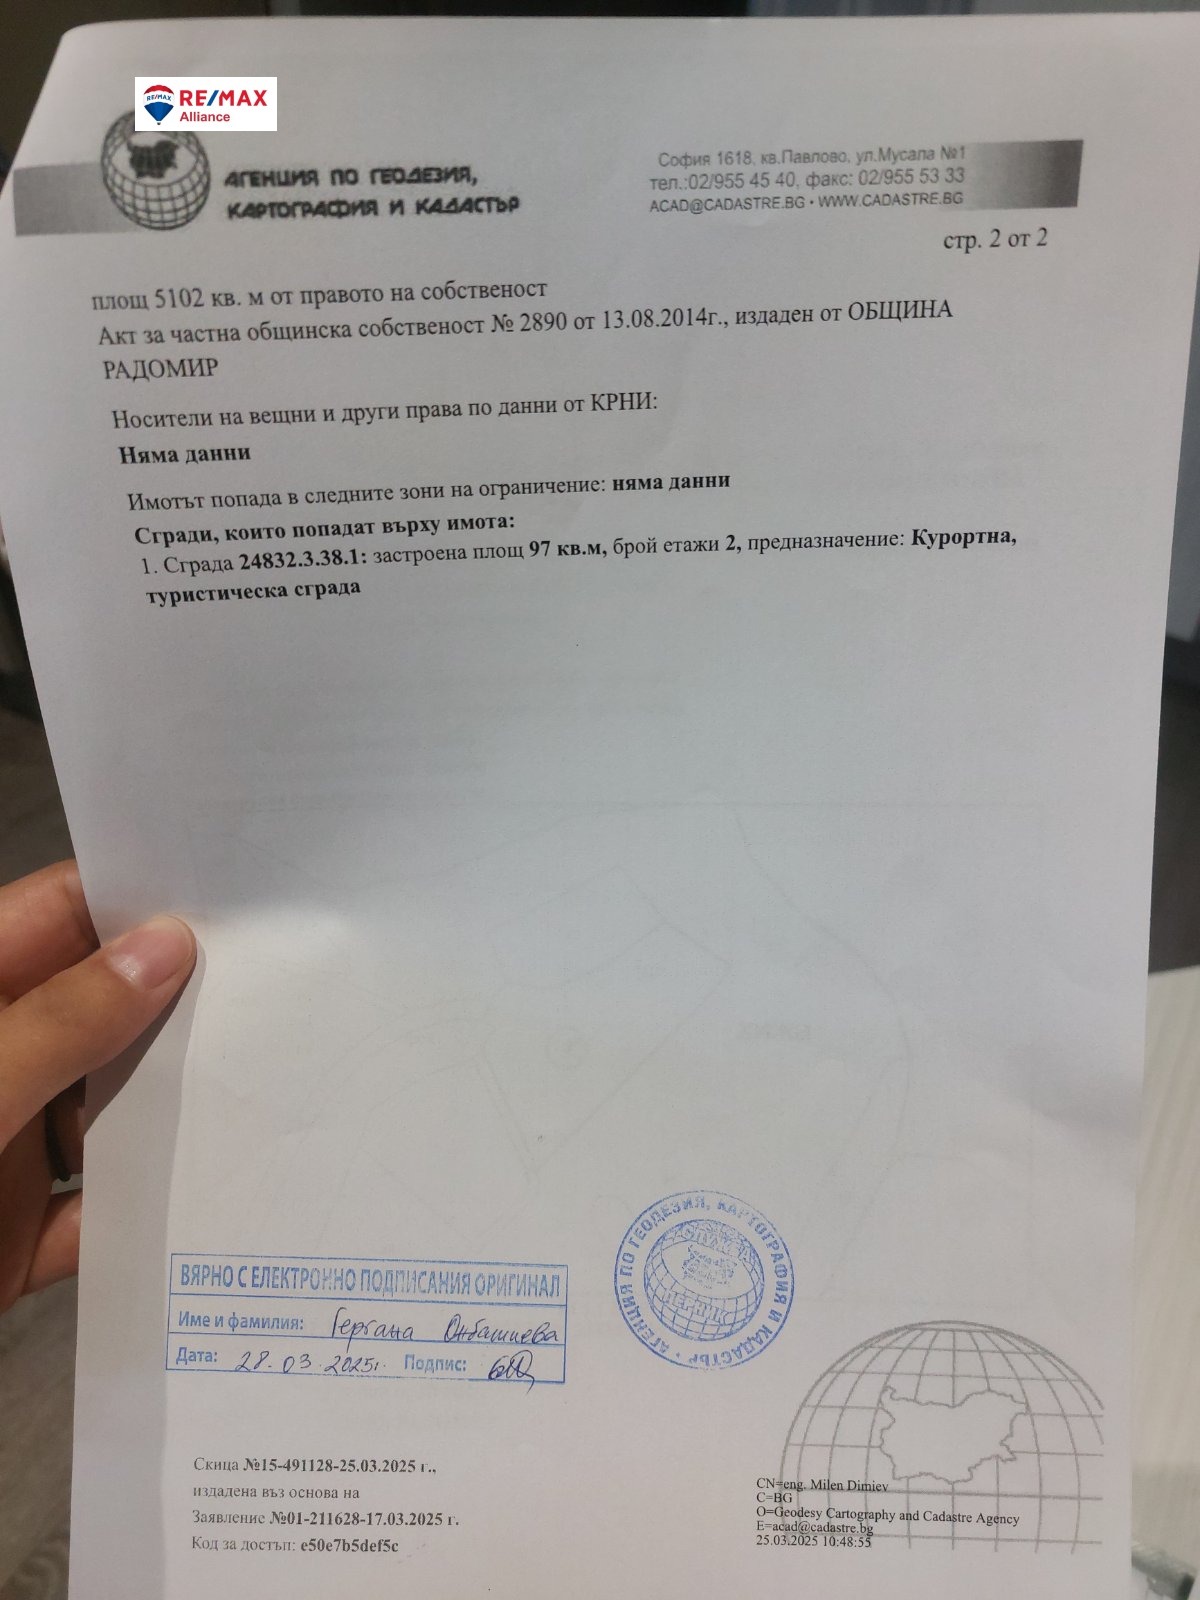 RE/MAX
RE/MAX
Alliance
АГЕНЦИЯ ПО ГЕОДЕЗИЯ,
КАРТОГРАФИЯ И КАДАСТЪР
София 1618, кв.Павлово, ул.Мусала №1
тел.:02/955 45 40, факс: 02/955 53 33
ACAD@CADASTRE.BG • WWW.CADASTRE.BG
стр. 2 от 2
площ 5102 кв. м от правото на собственост
Акт за частна общинска собственост № 2890 от 13.08.2014г., издаден от ОБЩИНА
РАДОМИР
Носители на вещни и други права по данни от КРНИ:
Няма данни
Имотът попада в следните зони на ограничение: няма данни
Сгради, които попадат върху имота:
1. Сграда 24832.3.38.1: застроена площ 97 кв.м, брой етажи 2, предназначение: Курортна,
туристическа сграда
ВЯРНО С ЕЛЕКТРОННО ПОДПИСАНИЯ ОРИГИНАЛ
Име и фамилия: Гергана Онбашиева
Дата: 28.03.2025г. Подпис:
АГЕНЦИЯ ПО ГЕОДЕЗИЯ, КАРТОГРАФИЯ И КАДАСТЪР
СЛУЖБА
ПЕРНИК
Скица №15-491128-25.03.2025 г.,
издадена въз основа на
Заявление №01-211628-17.03.2025 г.
Код за достъп: e50e7b5def5c
CN=eng. Milen Dimiev
C=BG
O=Geodesy Cartography and Cadastre Agency
E=acad@cadastre.bg
25.03.2025 10:48:55